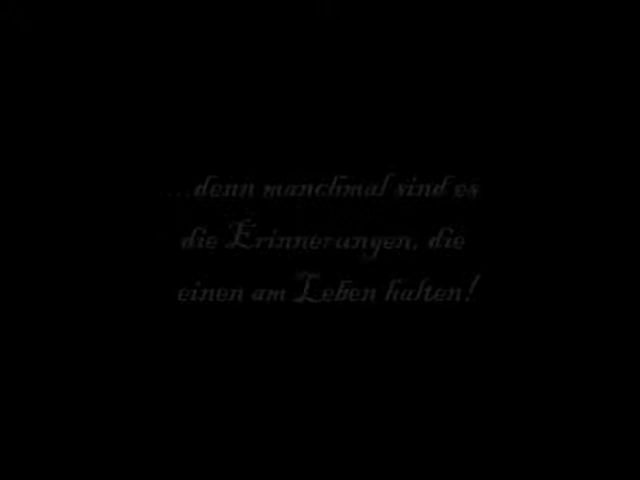 ...denn manchmal sind es
die Erinnerungen, die
einen am Leben halten!